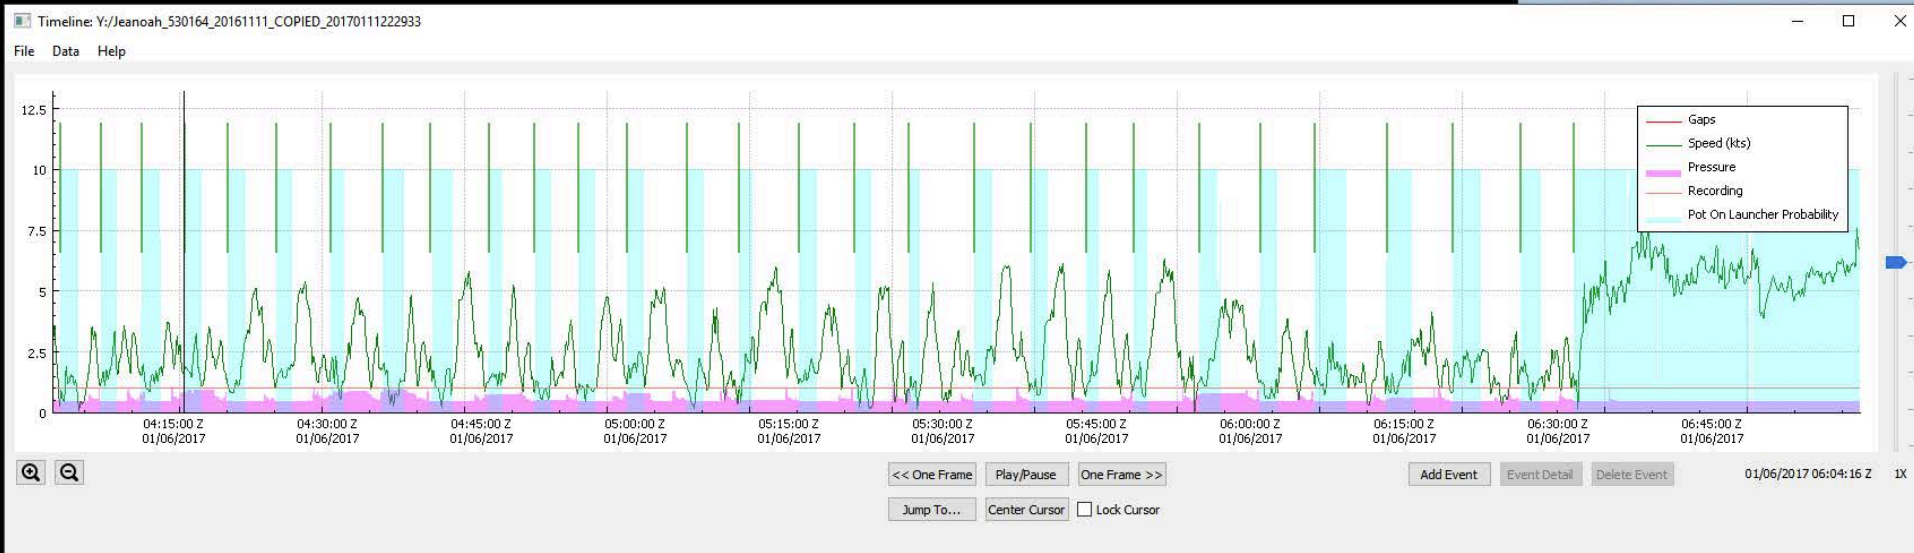 Timeline: Y:/Jeanoah_530164_20161111_COPIED_20170111222933
File Data Help
12.5
10
7.5
5
2.5
0
Gaps
Speed (kts)
Pressure
Recording
Pot On Launcher Probability
04:15:00 Z 04:30:00 Z 04:45:00 Z 05:00:00 Z 05:15:00 Z 05:30:00 Z 05:45:00 Z 06:00:00 Z 06:15:00 Z 06:30:00 Z 06:45:00 Z
01/06/2017 01/06/2017 01/06/2017 01/06/2017 01/06/2017 01/06/2017 01/06/2017 01/06/2017 01/06/2017 01/06/2017 01/06/2017
<< One Frame Play/Pause One Frame >> Add Event Event Detail Delete Event 01/06/2017 06:04:16 Z 1X
Jump To... Center Cursor Lock Cursor